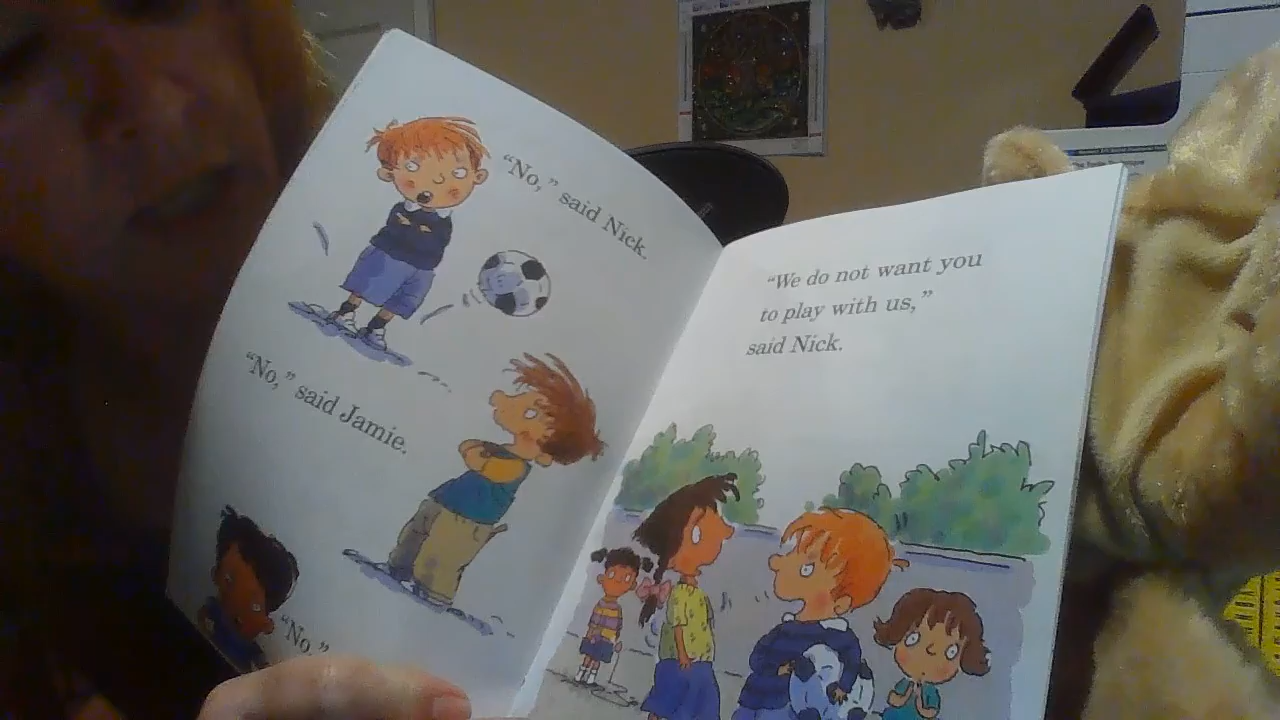 "No," said Nick.
"No," said Jamie.
"No,"
"We do not want you
to play with us,"
said Nick.